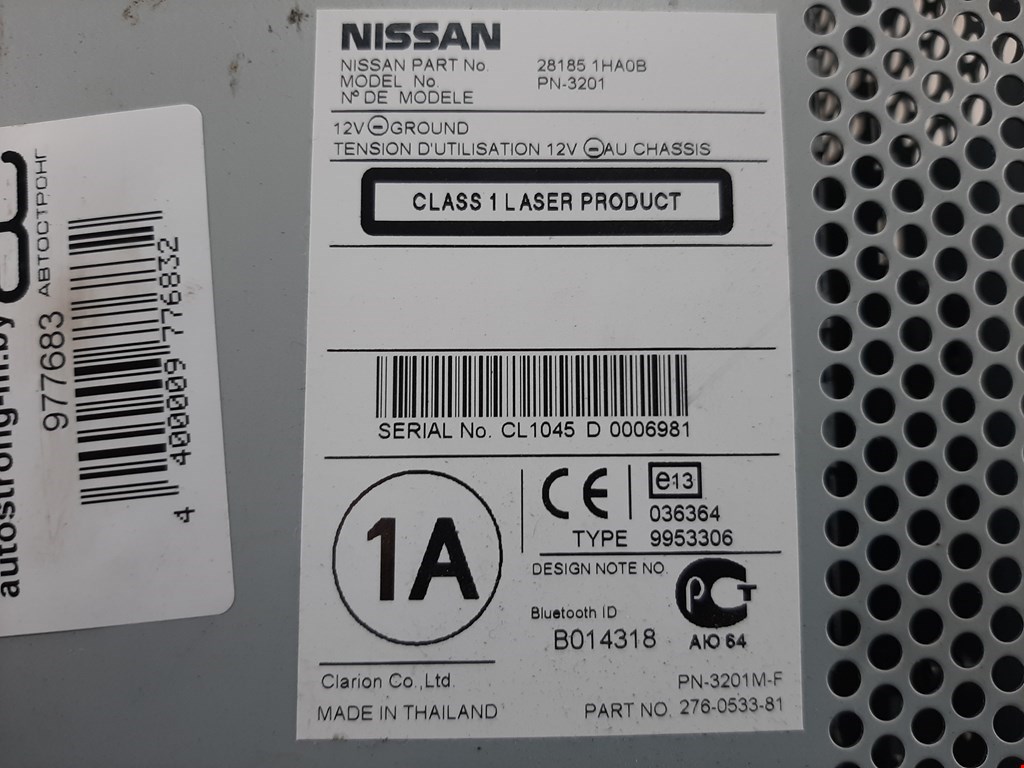 NISSAN
NISSAN PART No. 28185 1HA0B
MODEL No. PN-3201
Nº DE MODELE
12V ⊖ GROUND
TENSION D'UTILISATION 12V ⊖ AU CHASSIS
CLASS 1 LASER PRODUCT
SERIAL No. CL1045 D 0006981
1A
CE
e13
036364
TYPE 9953306
DESIGN NOTE NO.
Bluetooth ID
B014318
РСТ
АЮ 64
Clarion Co.,Ltd.
MADE IN THAILAND
PN-3201M-F
PART NO. 276-0533-81
autostrong-m.by
977683
АВТОСТРОНГ
4 400009 776832